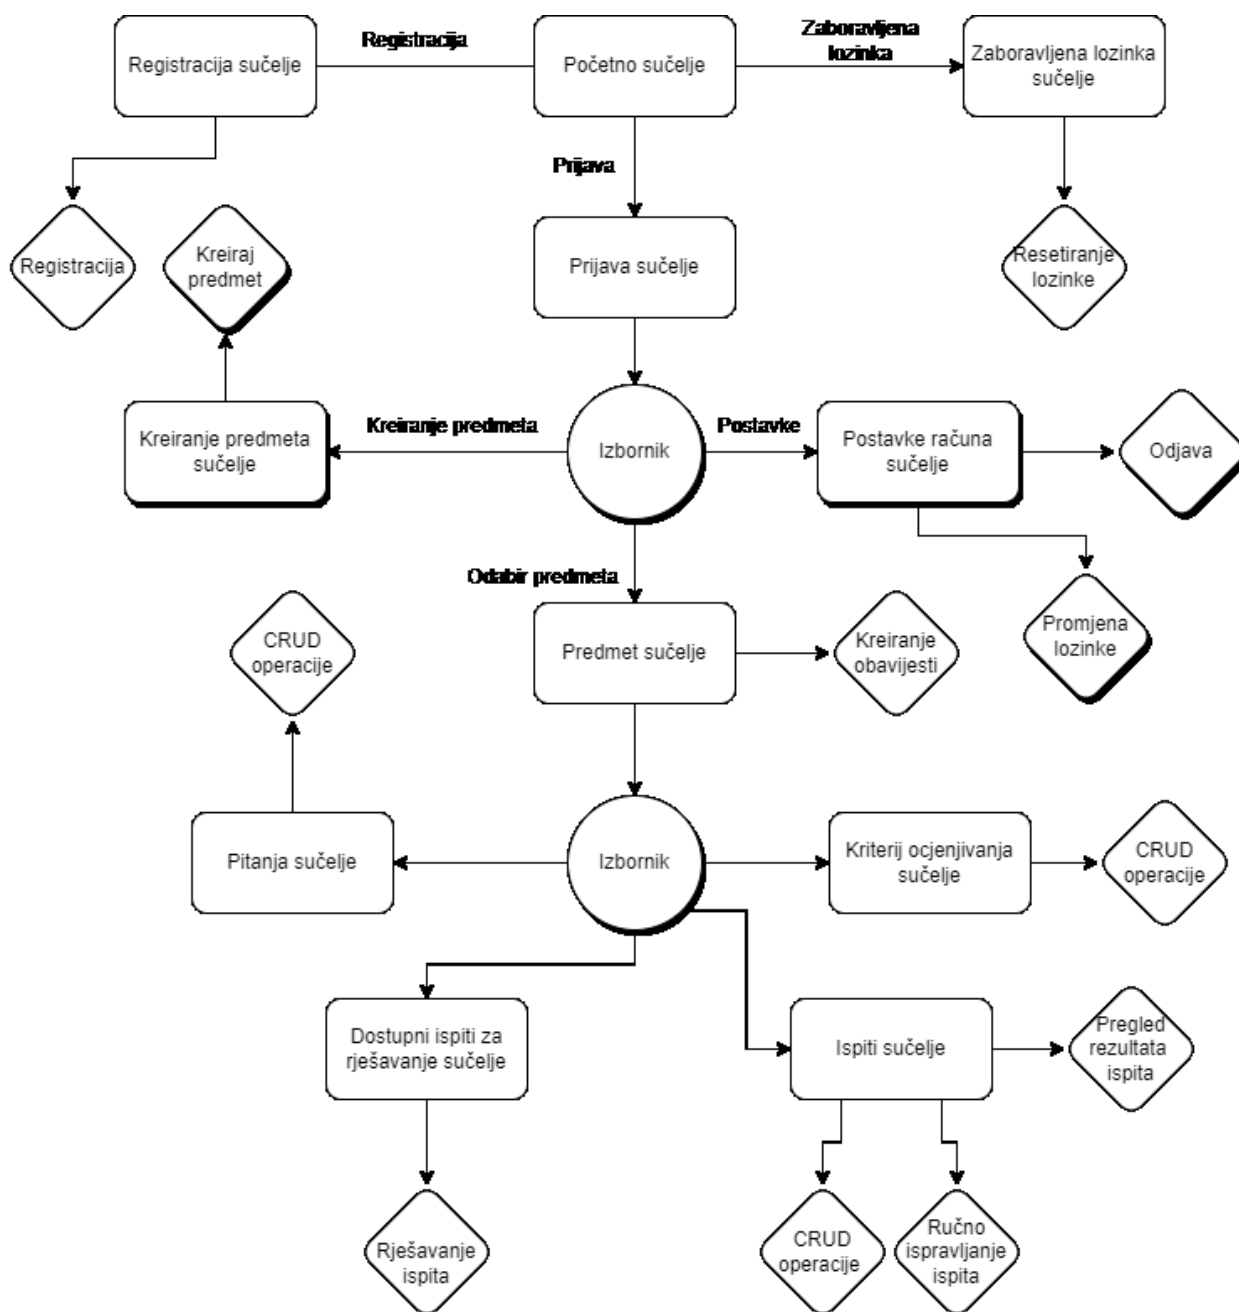 Registracija sučelje
Registracija
Početno sučelje
Zaboravljena
lozinka
Zaboravljena lozinka
sučelje
Prijava
Registracija
Kreiraj
predmet
Prijava sučelje
Resetiranje
lozinke
Kreiranje predmeta
sučelje
Kreiranje predmeta
Izbornik
Postavke
Postavke računa
sučelje
Odjava
Odabir predmeta
CRUD
operacije
Predmet sučelje
Kreiranje
obavijesti
Promjena
lozinke
Pitanja sučelje
Izbornik
Kriterij ocjenjivanja
sučelje
CRUD
operacije
Dostupni ispiti za
rješavanje sučelje
Ispiti sučelje
Pregled
rezultata
ispita
Rješavanje
ispita
CRUD
operacije
Ručno
ispravljanje
ispita